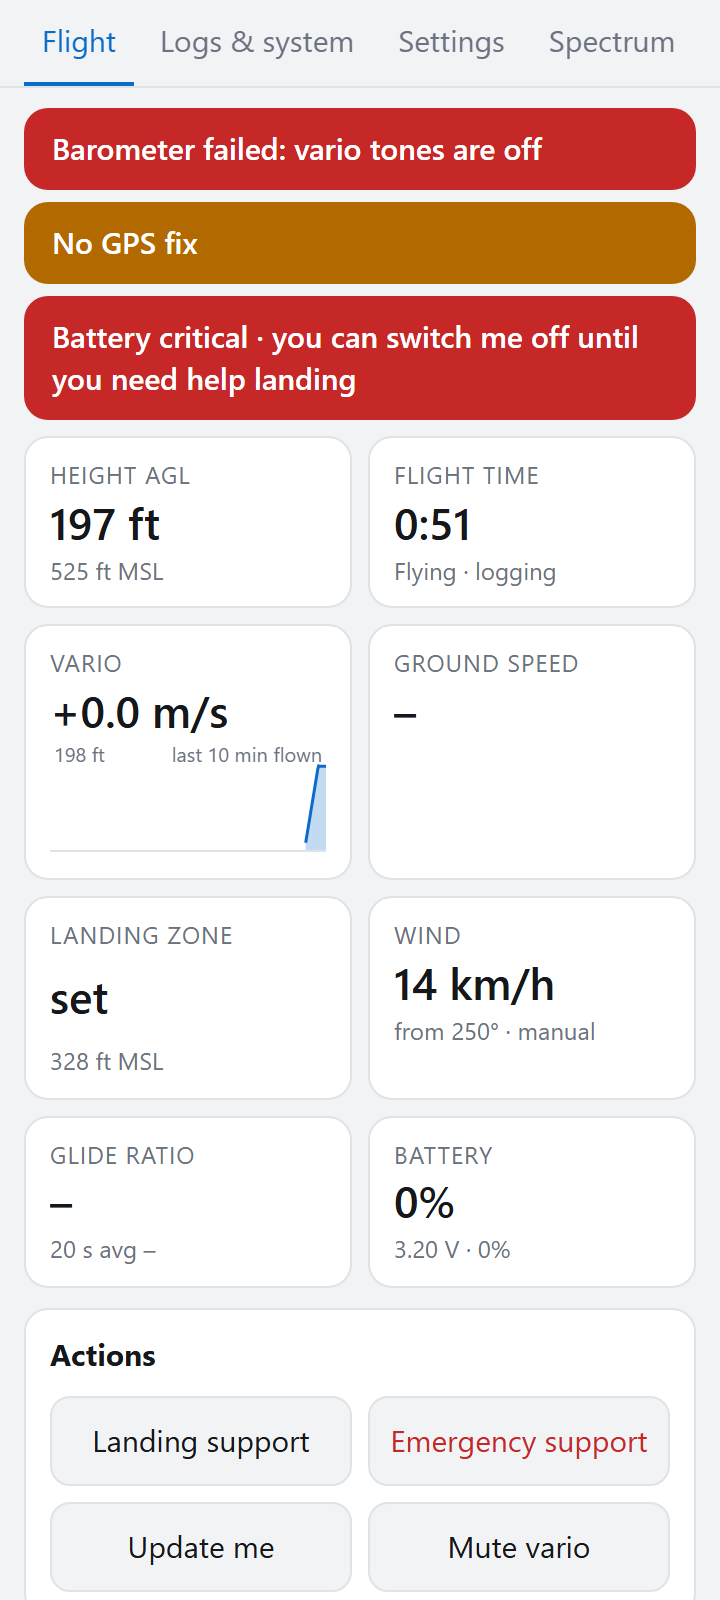 Flight Logs & system Settings Spectrum
Barometer failed: vario tones are off
No GPS fix
Battery critical · you can switch me off until
you need help landing
HEIGHT AGL
197 ft
525 ft MSL
FLIGHT TIME
0:51
Flying · logging
VARIO
+0.0 m/s
198 ft last 10 min flown
GROUND SPEED
–
LANDING ZONE
set
328 ft MSL
WIND
14 km/h
from 250° · manual
GLIDE RATIO
–
20 s avg –
BATTERY
0%
3.20 V · 0%
Actions
Landing support
Emergency support
Update me
Mute vario